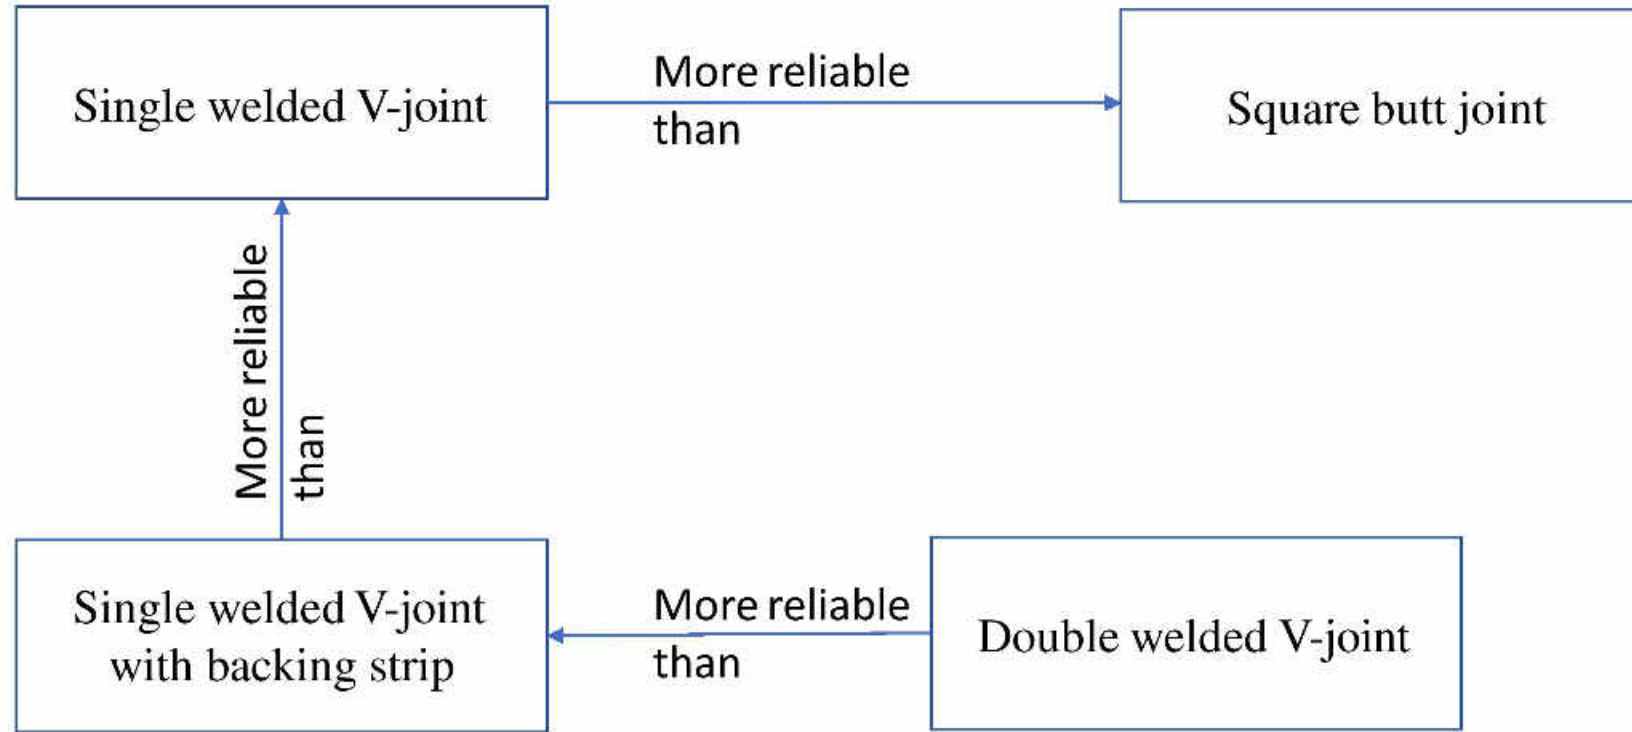 Single welded V-joint
More reliable
than
Square butt joint
More reliable
than
Single welded V-joint
with backing strip
More reliable
than
Double welded V-joint